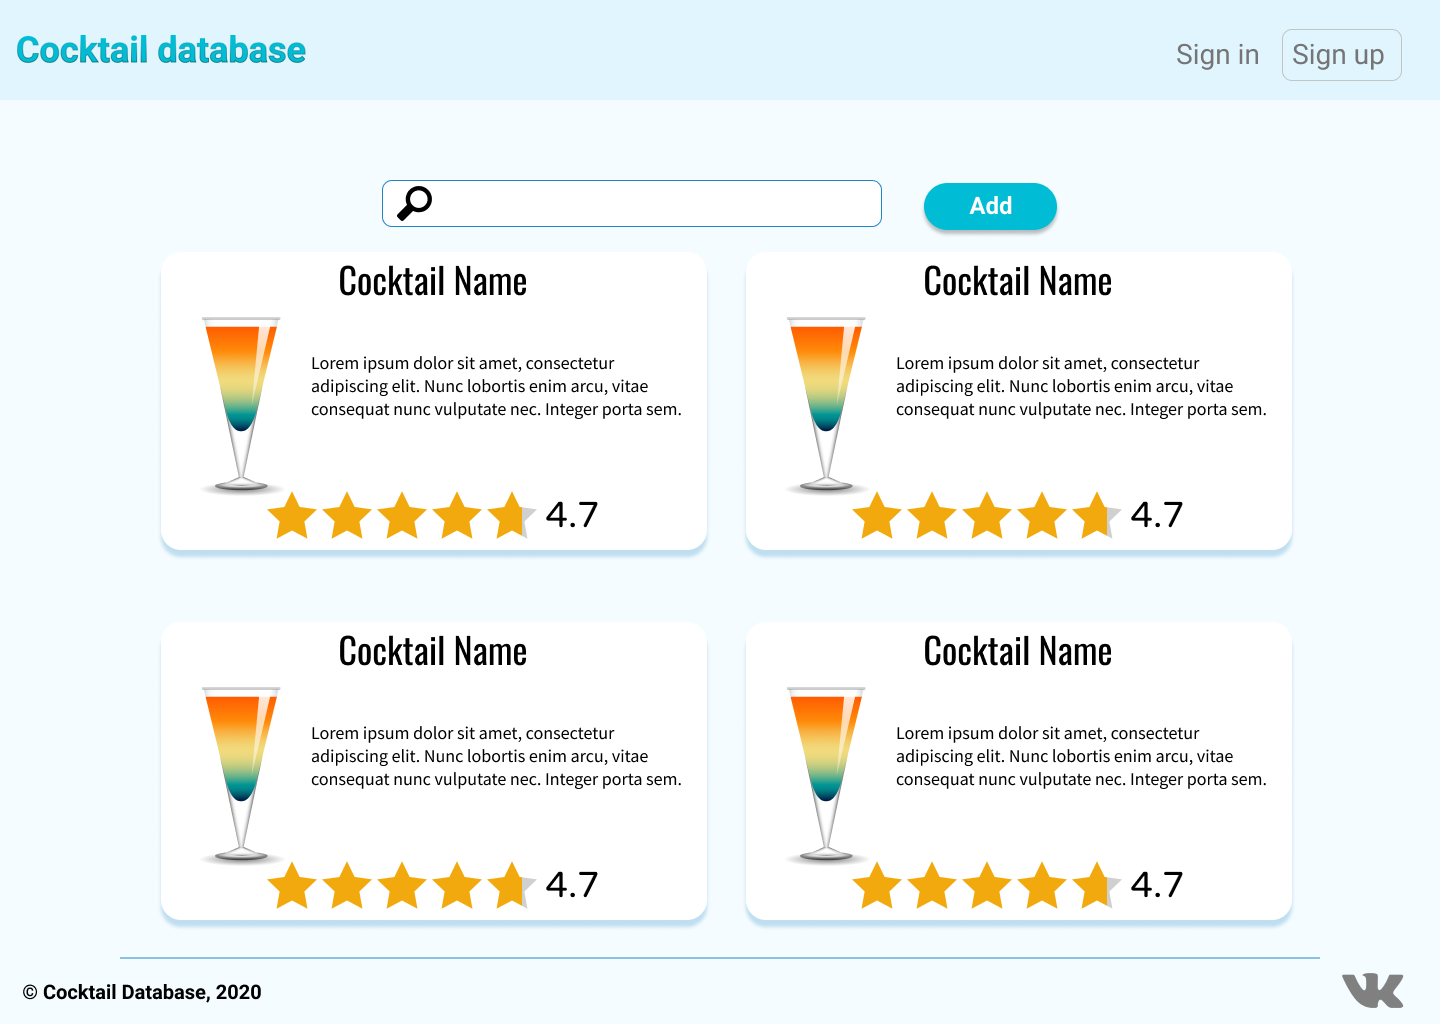 Cocktail database
Sign in
Sign up
Add
Cocktail Name
Lorem ipsum dolor sit amet, consectetur
adipiscing elit. Nunc lobortis enim arcu, vitae
consequat nunc vulputate nec. Integer porta sem.
4.7
Cocktail Name
Lorem ipsum dolor sit amet, consectetur
adipiscing elit. Nunc lobortis enim arcu, vitae
consequat nunc vulputate nec. Integer porta sem.
4.7
Cocktail Name
Lorem ipsum dolor sit amet, consectetur
adipiscing elit. Nunc lobortis enim arcu, vitae
consequat nunc vulputate nec. Integer porta sem.
4.7
Cocktail Name
Lorem ipsum dolor sit amet, consectetur
adipiscing elit. Nunc lobortis enim arcu, vitae
consequat nunc vulputate nec. Integer porta sem.
4.7
© Cocktail Database, 2020
VK